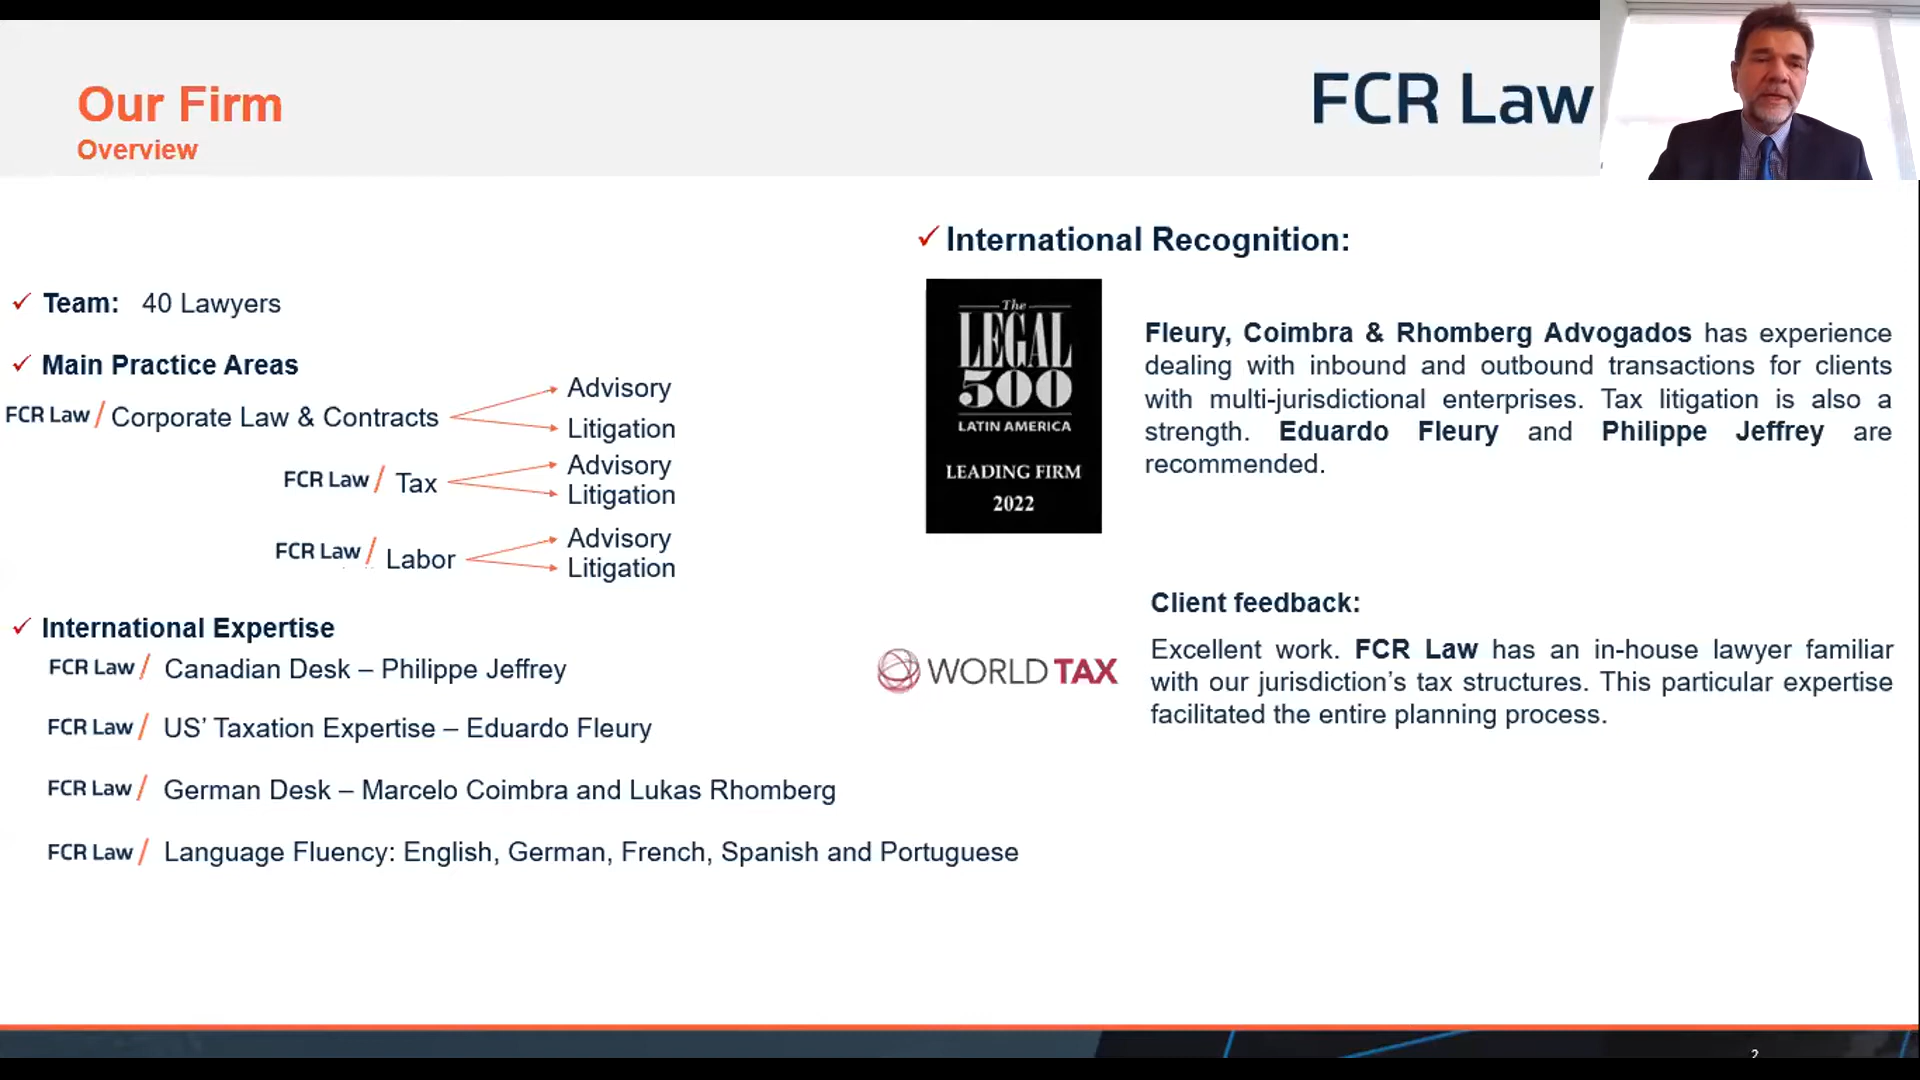 Our Firm
Overview
FCR Law
✓ Team: 40 Lawyers
✓ Main Practice Areas
FCR Law / Corporate Law & Contracts
Advisory
Litigation
FCR Law / Tax
Advisory
Litigation
FCR Law / Labor
Advisory
Litigation
✓ International Expertise
FCR Law / Canadian Desk – Philippe Jeffrey
FCR Law / US’ Taxation Expertise – Eduardo Fleury
FCR Law / German Desk – Marcelo Coimbra and Lukas Rhomberg
FCR Law / Language Fluency: English, German, French, Spanish and Portuguese
✓ International Recognition:
The
LEGAL
500
LATIN AMERICA
LEADING FIRM
2022
Fleury, Coimbra & Rhomberg Advogados has experience
dealing with inbound and outbound transactions for clients
with multi-jurisdictional enterprises. Tax litigation is also a
strength. Eduardo Fleury and Philippe Jeffrey are
recommended.
WORLD TAX
Client feedback:
Excellent work. FCR Law has an in-house lawyer familiar
with our jurisdiction’s tax structures. This particular expertise
facilitated the entire planning process.
2